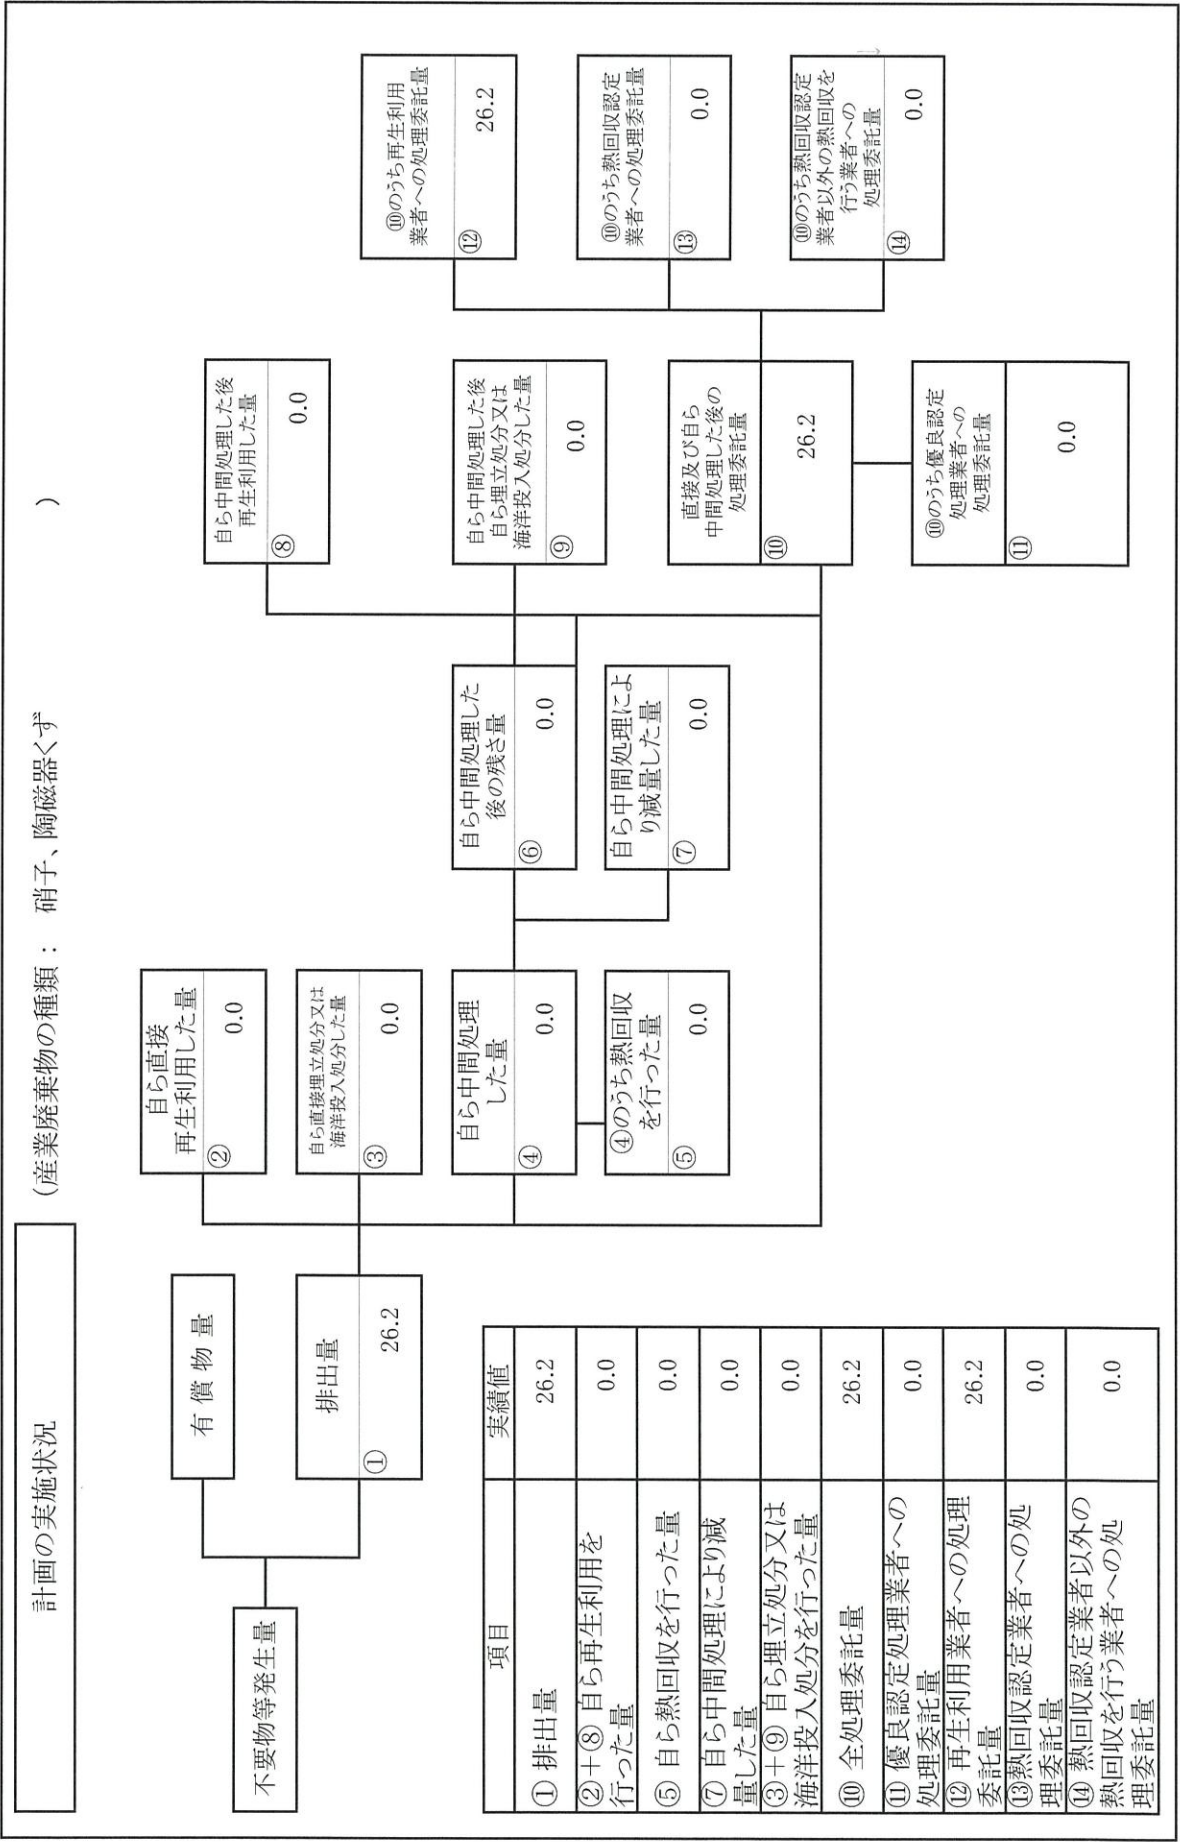 計画の実施状況
(産業廃棄物の種類： 硝子、陶磁器くず )
不要物等発生量
有 償 物 量
排出量
① 26.2
自ら直接
再生利用した量
② 0.0
自ら直接埋立処分又は
海洋投入処分した量
③ 0.0
自ら中間処理
した量
④ 0.0
④のうち熱回収
を行った量
⑤ 0.0
自ら中間処理した
後の残さ量
⑥ 0.0
自ら中間処理によ
り減量した量
⑦ 0.0
自ら中間処理した後
再生利用した量
⑧ 0.0
自ら中間処理した後
自ら埋立処分又は
海洋投入処分した量
⑨ 0.0
直接及び自ら
中間処理した後の
処理委託量
⑩ 26.2
⑩のうち優良認定
処理業者への
処理委託量
⑪ 0.0
⑩のうち再生利用
業者への処理委託量
⑫ 26.2
⑩のうち熱回収認定
業者への処理委託量
⑬ 0.0
⑩のうち熱回収認定
業者以外の熱回収を
行う業者への
処理委託量
⑭ 0.0
項目 実績値
① 排出量 26.2
②＋⑧ 自ら再生利用を
行った量 0.0
⑤ 自ら熱回収を行った量 0.0
⑦ 自ら中間処理により減
量した量 0.0
③＋⑨ 自ら埋立処分又は
海洋投入処分を行った量 0.0
⑩ 全処理委託量 26.2
⑪ 優良認定処理業者への
処理委託量 0.0
⑫ 再生利用業者への処理
委託量 26.2
⑬熱回収認定業者への処
理委託量 0.0
⑭ 熱回収認定業者以外の
熱回収を行う業者への処
理委託量 0.0